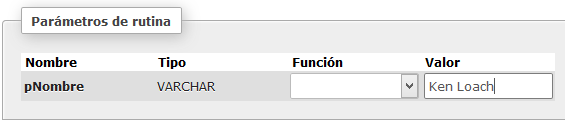 Parámetros de rutina
Nombre Tipo Función Valor
pNombre VARCHAR Ken Loach